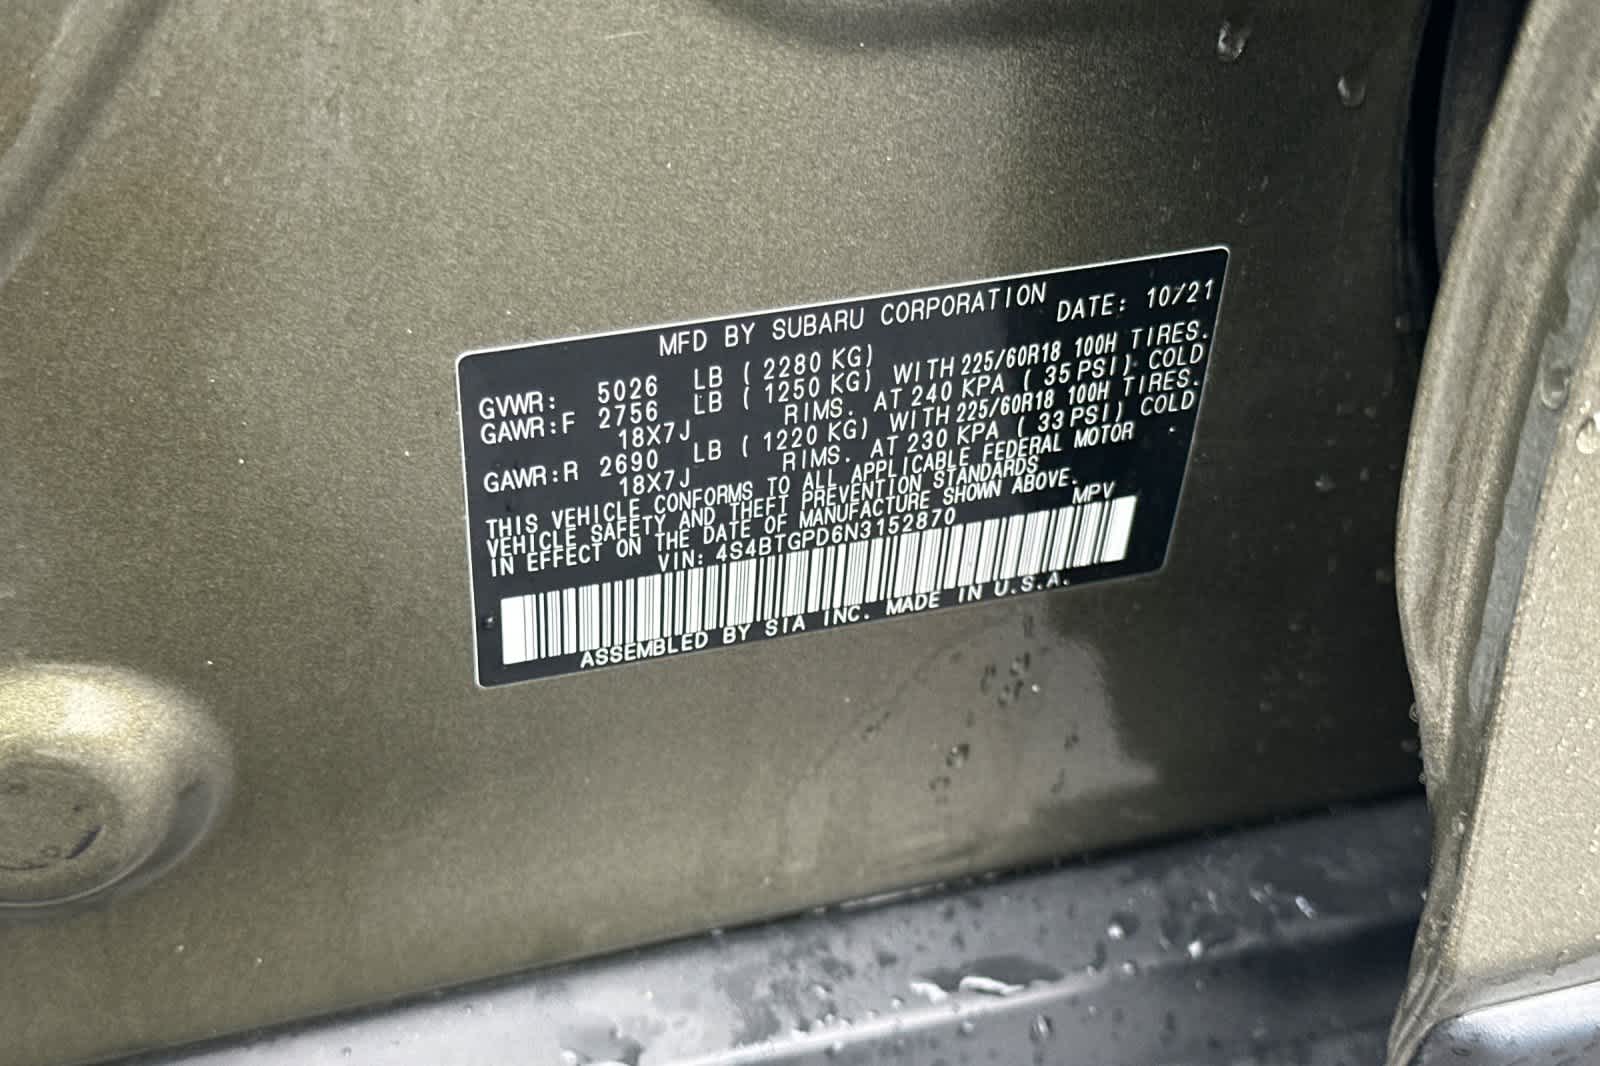 MFD BY SUBARU CORPORATION DATE: 10/21
GVWR: 5026 LB ( 2280 KG)
GAWR:F 2756 LB ( 1250 KG) WITH 225/60R18 100H TIRES.
18X7J RIMS. AT 240 KPA ( 35 PSI) COLD
GAWR:R 2690 LB ( 1220 KG) WITH 225/60R18 100H TIRES.
18X7J RIMS. AT 230 KPA ( 33 PSI) COLD
THIS VEHICLE CONFORMS TO ALL APPLICABLE FEDERAL MOTOR
VEHICLE SAFETY AND THEFT PREVENTION STANDARDS
IN EFFECT ON THE DATE OF MANUFACTURE SHOWN ABOVE.
VIN: 4S4BTGPD6N3152870 MPV
ASSEMBLED BY SIA INC. MADE IN U.S.A.